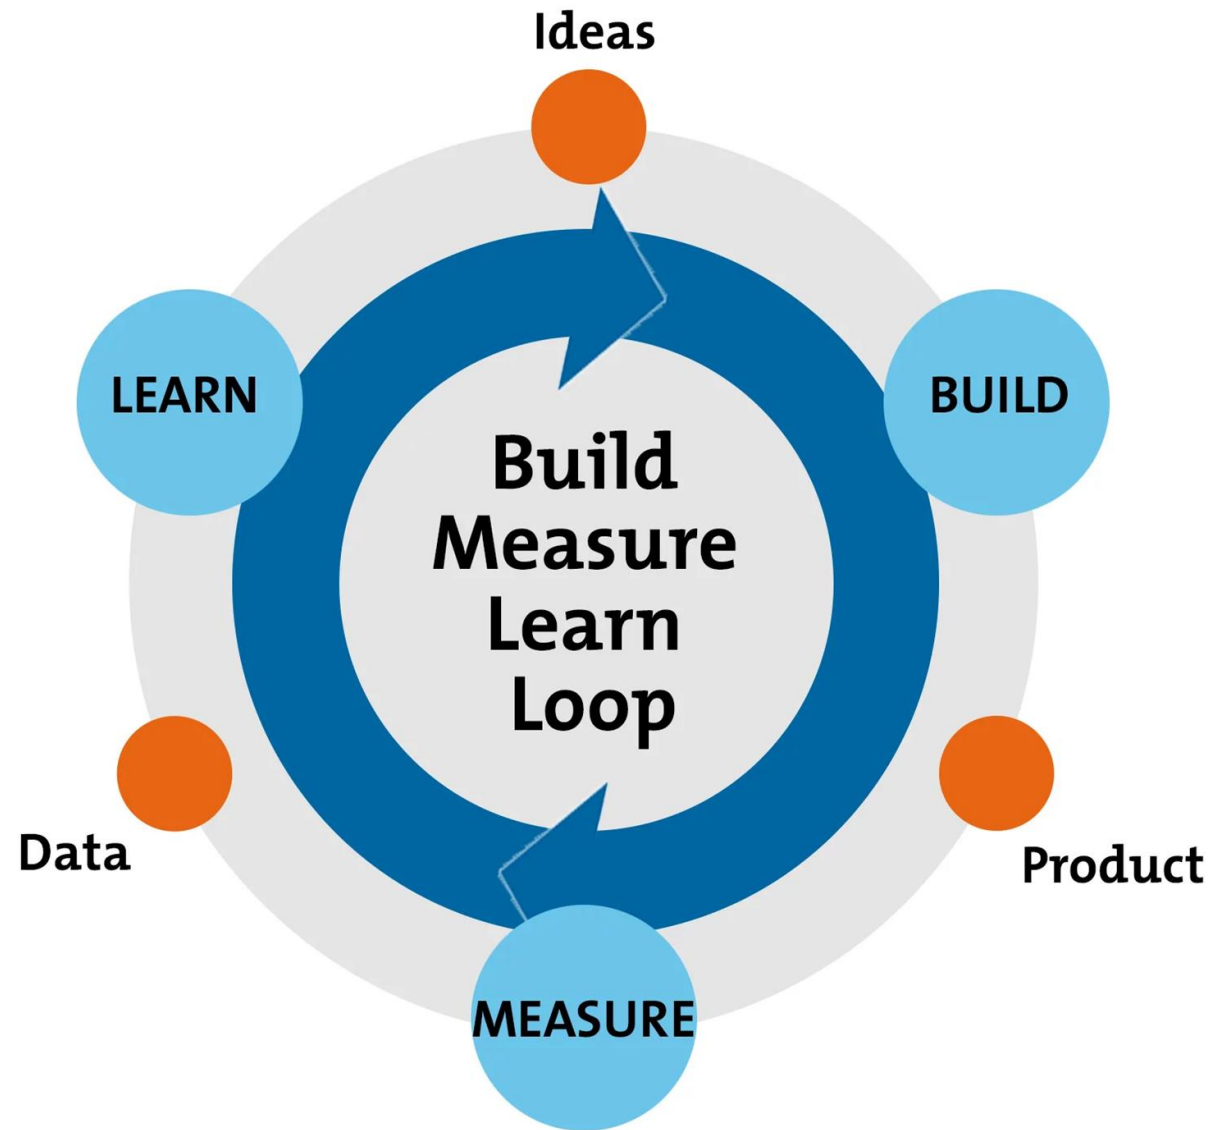 Ideas
LEARN
BUILD
Build
Measure
Learn
Loop
Data
Product
MEASURE